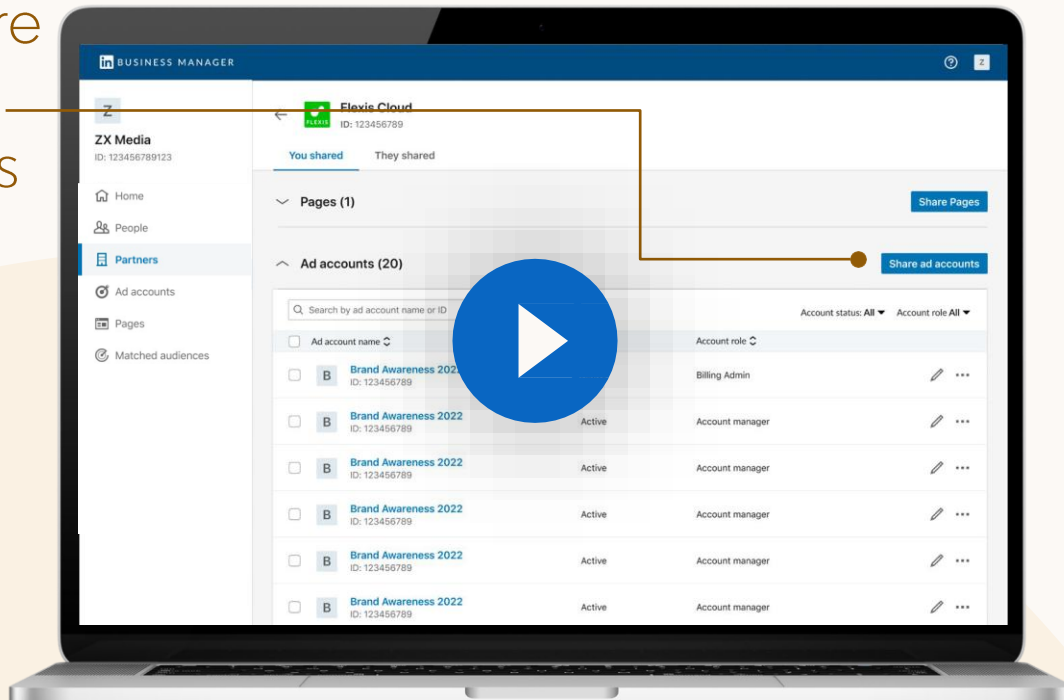 re
s
in BUSINESS MANAGER
Z
Z
ZX Media
ID: 123456789123
Home
People
Partners
Ad accounts
Pages
Matched audiences
FLEXIS
Flexis Cloud
ID: 123456789
You shared They shared
Pages (1) Share Pages
Ad accounts (20) Share ad accounts
Search by ad account name or ID Account status: All Account role All
Ad account name Account role
B Brand Awareness 202 Billing Admin
ID: 123456789
B Brand Awareness 2022 Active Account manager
ID: 123456789
B Brand Awareness 2022 Active Account manager
ID: 123456789
B Brand Awareness 2022 Active Account manager
ID: 123456789
B Brand Awareness 2022 Active Account manager
ID: 123456789
B Brand Awareness 2022 Active Account manager
ID: 123456789